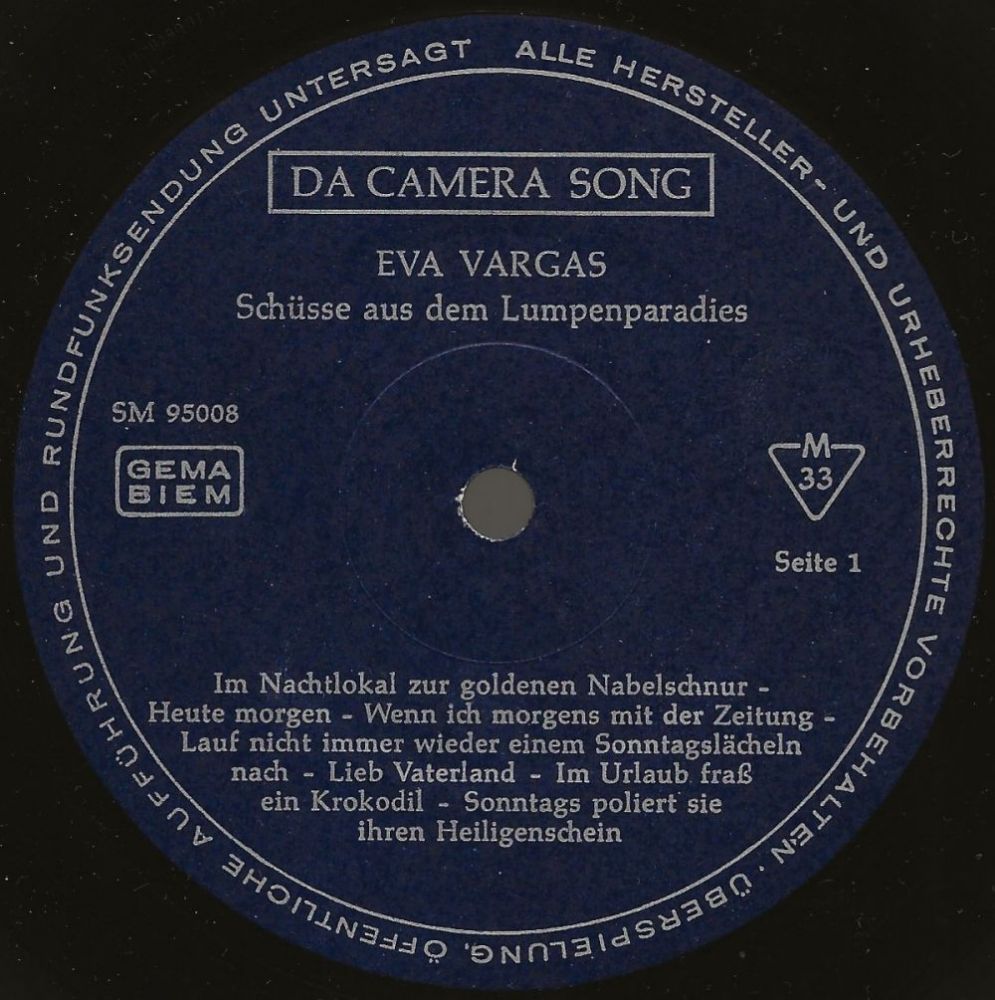 ALLE HERSTELLER- UND URHEBERRECHTE VORBEHALTEN · ÜBERSPIELUNG, ÖFFENTLICHE AUFFÜHRUNG UND RUNDFUNKSENDUNG UNTERSAGT
DA CAMERA SONG
EVA VARGAS
Schüsse aus dem Lumpenparadies
SM 95008
GEMA
BIEM
M
33
Seite 1
Im Nachtlokal zur goldenen Nabelschnur -
Heute morgen - Wenn ich morgens mit der Zeitung -
Lauf nicht immer wieder einem Sonntagslächeln
nach - Lieb Vaterland - Im Urlaub fraß
ein Krokodil - Sonntags poliert sie
ihren Heiligenschein